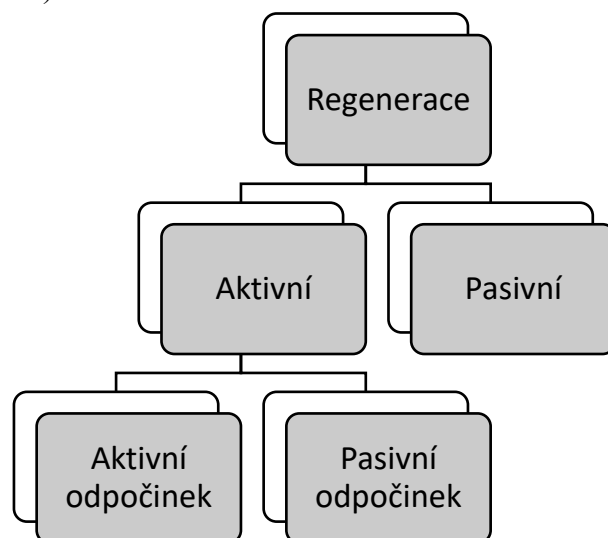 Regenerace
Aktivní
Pasivní
Aktivní
odpočinek
Pasivní
odpočinek